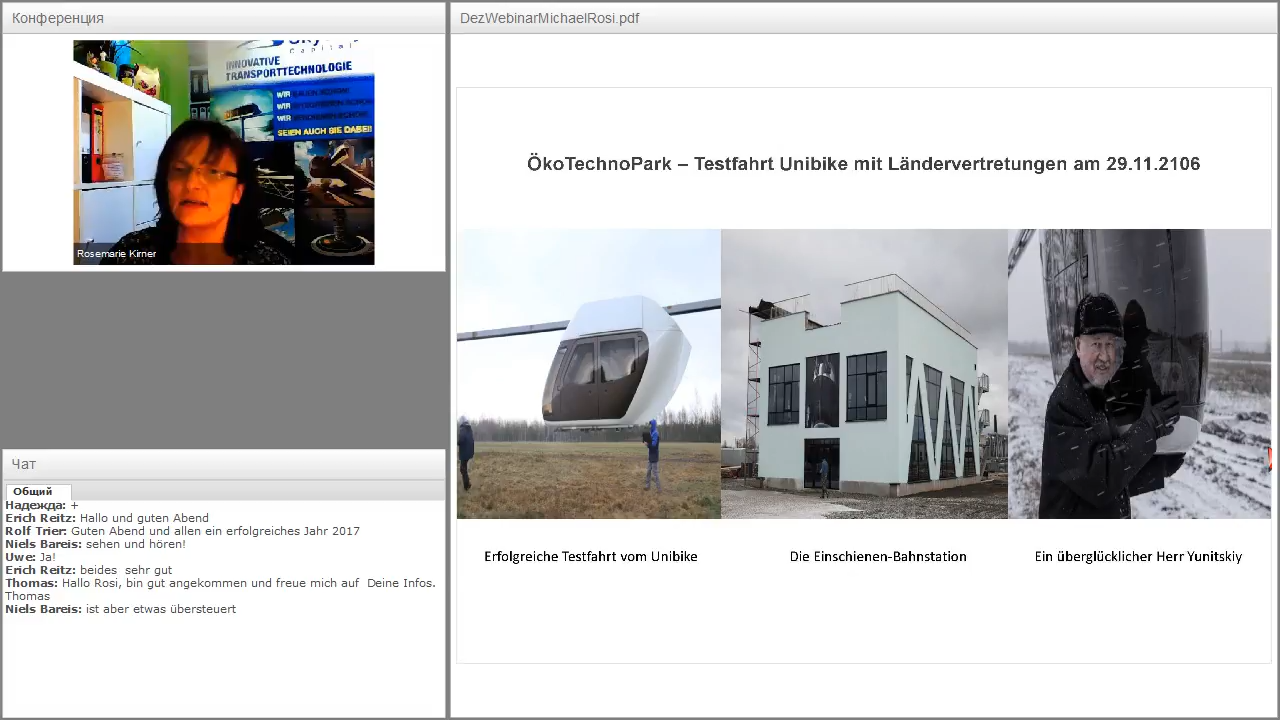 Конференция
Capital
INNOVATIVE
TRANSPORTTECHNOLOGIE
WIR
WIR
WIR
SEIEN AUCH SIE DABEI!
Rosemarie Kirner
Чат
Общий
Надежда: +
Erich Reitz: Hallo und guten Abend
Rolf Trier: Guten Abend und allen ein erfolgreiches Jahr 2017
Niels Bareis: sehen und hören!
Uwe: Ja!
Erich Reitz: beides sehr gut
Thomas: Hallo Rosi, bin gut angekommen und freue mich auf Deine Infos.
Thomas
Niels Bareis: ist aber etwas übersteuert
DezWebinarMichaelRosi.pdf
ÖkoTechnoPark – Testfahrt Unibike mit Ländervertretungen am 29.11.2106
Erfolgreiche Testfahrt vom Unibike
Die Einschienen-Bahnstation
Ein überglücklicher Herr Yunitskiy